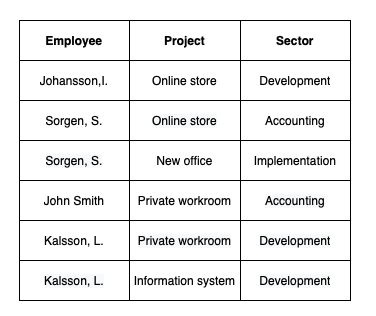 Employee Project Sector
Johansson,I. Online store Development
Sorgen, S. Online store Accounting
Sorgen, S. New office Implementation
John Smith Private workroom Accounting
Kalsson, L. Private workroom Development
Kalsson, L. Information system Development